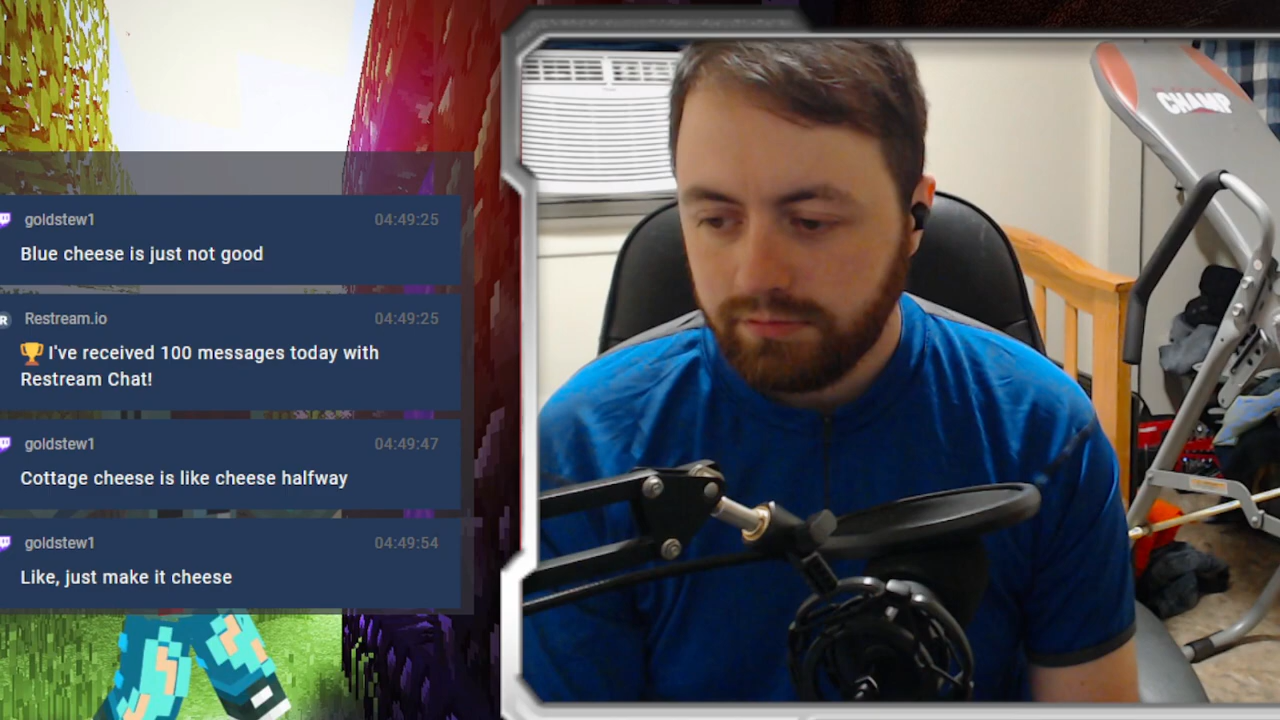 goldstew1 04:49:25
Blue cheese is just not good
R Restream.io 04:49:25
🏆 I've received 100 messages today with
Restream Chat!
goldstew1 04:49:47
Cottage cheese is like cheese halfway
goldstew1 04:49:54
Like, just make it cheese
CHAMP